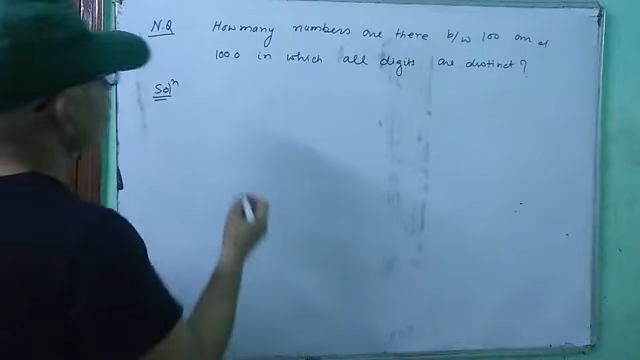 N.Q How many numbers are there b/w 100 and
1000 in which all digits are distinct?
Solⁿ